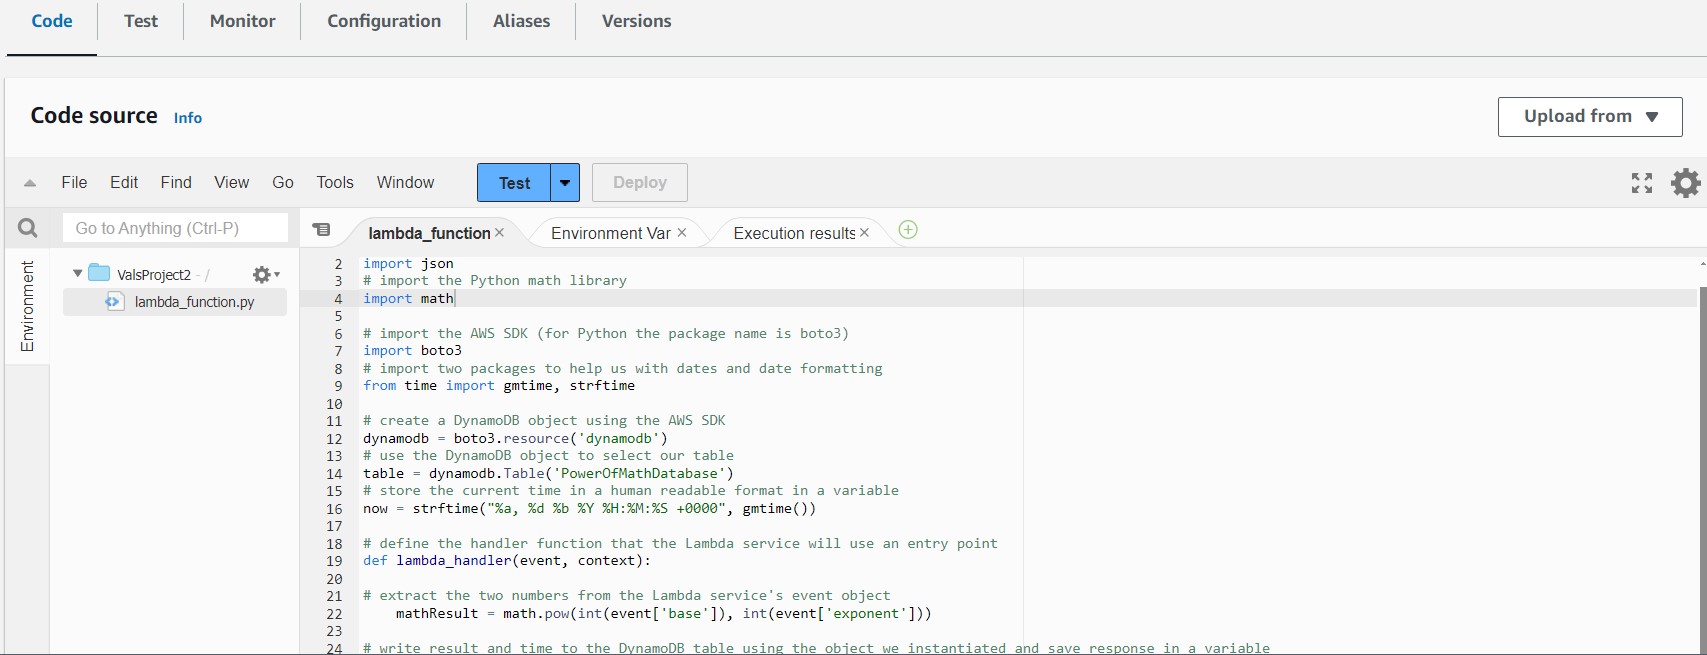 Code Test Monitor Configuration Aliases Versions
Code source Info
Upload from
File Edit Find View Go Tools Window Test Deploy
Go to Anything (Ctrl-P)
lambda_function Environment Var Execution results
Environment
ValsProject2 - /
lambda_function.py
2 import json
3 # import the Python math library
4 import math
5
6 # import the AWS SDK (for Python the package name is boto3)
7 import boto3
8 # import two packages to help us with dates and date formatting
9 from time import gmtime, strftime
10
11 # create a DynamoDB object using the AWS SDK
12 dynamodb = boto3.resource('dynamodb')
13 # use the DynamoDB object to select our table
14 table = dynamodb.Table('PowerOfMathDatabase')
15 # store the current time in a human readable format in a variable
16 now = strftime("%a, %d %b %Y %H:%M:%S +0000", gmtime())
17
18 # define the handler function that the Lambda service will use an entry point
19 def lambda_handler(event, context):
20
21 # extract the two numbers from the Lambda service's event object
22 mathResult = math.pow(int(event['base']), int(event['exponent']))
23
24 # write result and time to the DynamoDB table using the object we instantiated and save response in a variable